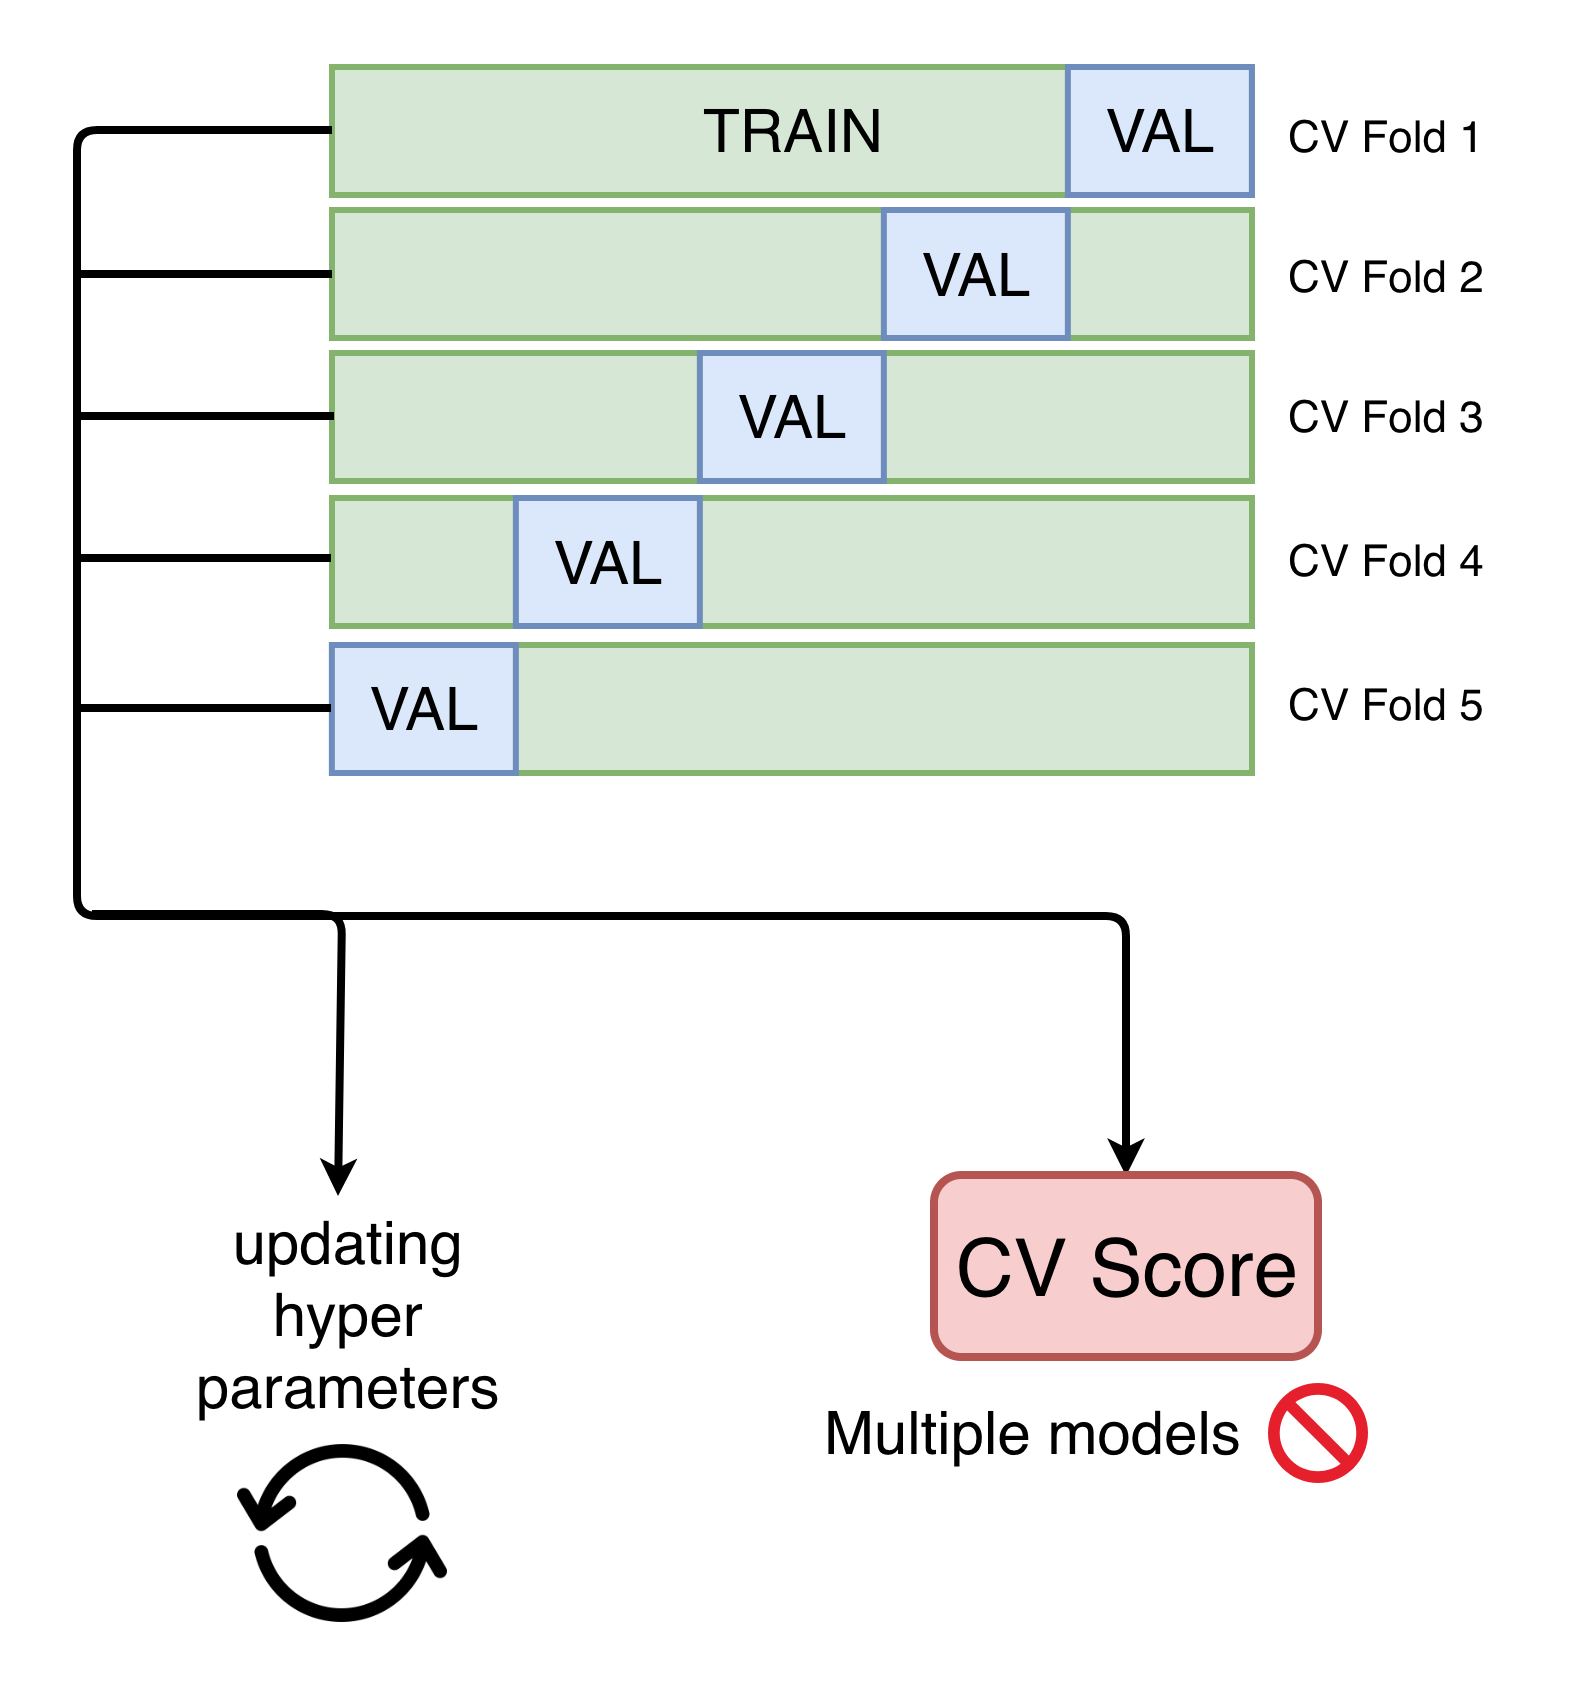 TRAIN VAL CV Fold 1
VAL CV Fold 2
VAL CV Fold 3
VAL CV Fold 4
VAL CV Fold 5
updating
hyper
parameters
CV Score
Multiple models